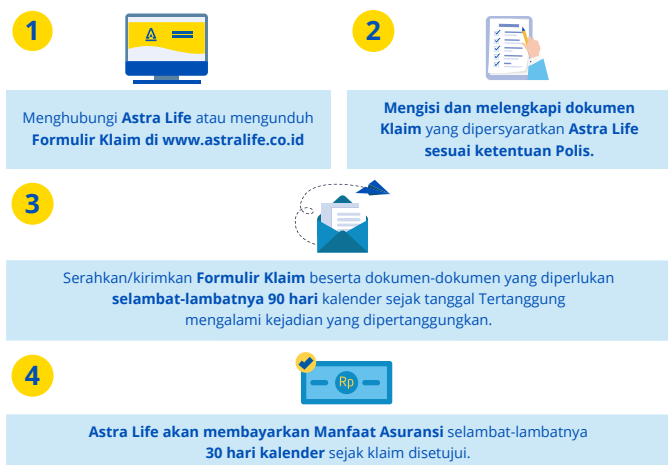 1
Menghubungi Astra Life atau mengunduh
Formulir Klaim di www.astralife.co.id
2
Mengisi dan melengkapi dokumen
Klaim yang dipersyaratkan Astra Life
sesuai ketentuan Polis.
3
Serahkan/kirimkan Formulir Klaim beserta dokumen-dokumen yang diperlukan
selambat-lambatnya 90 hari kalender sejak tanggal Tertanggung
mengalami kejadian yang dipertanggungkan.
4
Rp
Astra Life akan membayarkan Manfaat Asuransi selambat-lambatnya
30 hari kalender sejak klaim disetujui.